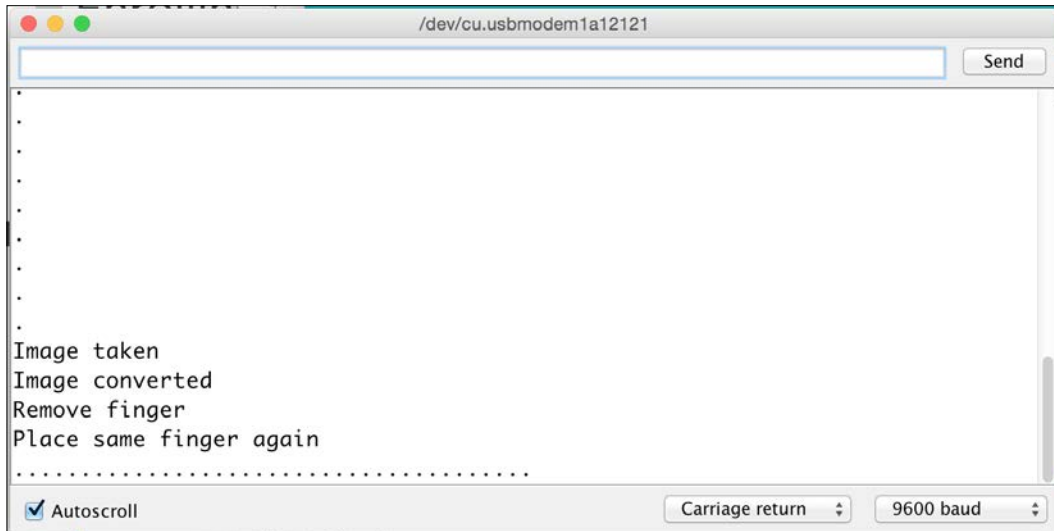 /dev/cu.usbmodem1a12121
Send
.
.
.
.
.
.
.
.
.
Image taken
Image converted
Remove finger
Place same finger again
.......................................
Autoscroll
Carriage return
9600 baud